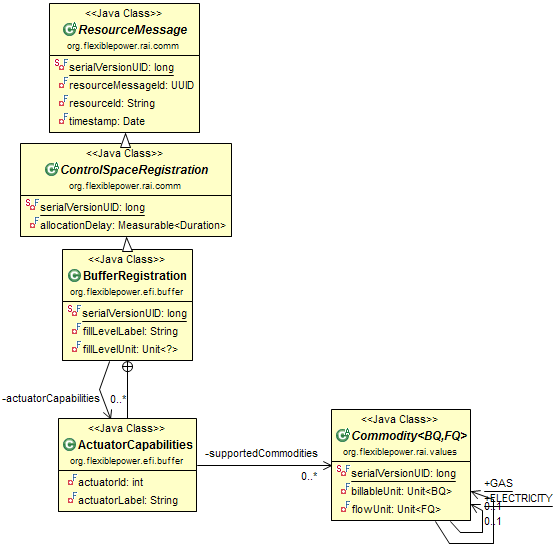 <<Java Class>>
ResourceMessage
org.flexiblepower.rai.comm
serialVersionUID: long
resourceMessageId: UUID
resourceId: String
timestamp: Date
<<Java Class>>
ControlSpaceRegistration
org.flexiblepower.rai.comm
serialVersionUID: long
allocationDelay: Measurable<Duration>
<<Java Class>>
BufferRegistration
org.flexiblepower.efi.buffer
serialVersionUID: long
fillLevelLabel: String
fillLevelUnit: Unit<?>
-actuatorCapabilities
0..*
<<Java Class>>
ActuatorCapabilities
org.flexiblepower.efi.buffer
actuatorId: int
actuatorLabel: String
-supportedCommodities
0..*
<<Java Class>>
Commodity<BQ,FQ>
org.flexiblepower.rai.values
serialVersionUID: long
billableUnit: Unit<BQ>
flowUnit: Unit<FQ>
+GAS
+ELECTRICITY
0..1
0..1